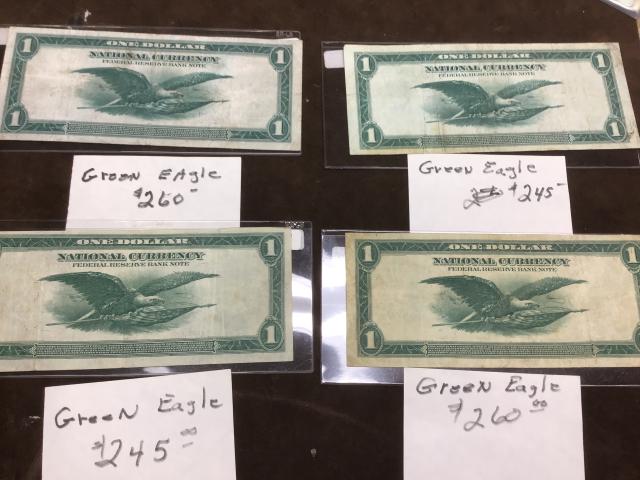 1 ONE DOLLAR 1
NATIONAL CURRENCY
FEDERAL RESERVE BANK NOTE
1 1
1 ONE DOLLAR 1
NATIONAL CURRENCY
FEDERAL RESERVE BANK NOTE
1 1
GreeN EAgle
$260-
Green Eagle
$245-
ONE DOLLAR 1
NATIONAL CURRENCY
FEDERAL RESERVE BANK NOTE
1
1 ONE DOLLAR
NATIONAL CURRENCY
FEDERAL RESERVE BANK NOTE
1
GreeN Eagle
$245 00
Green Eagle
$260 00